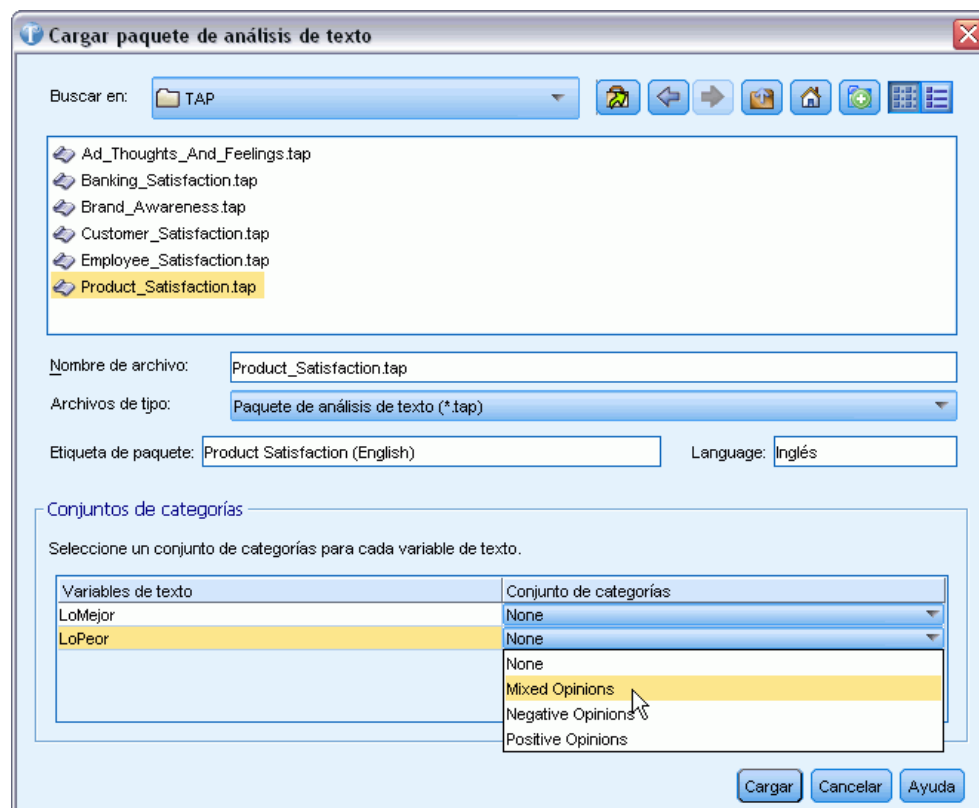 Cargar paquete de análisis de texto
Buscar en: TAP
Ad_Thoughts_And_Feelings.tap
Banking_Satisfaction.tap
Brand_Awareness.tap
Customer_Satisfaction.tap
Employee_Satisfaction.tap
Product_Satisfaction.tap
Nombre de archivo: Product_Satisfaction.tap
Archivos de tipo: Paquete de análisis de texto (*.tap)
Etiqueta de paquete: Product Satisfaction (English) Language: Inglés
Conjuntos de categorías
Seleccione un conjunto de categorías para cada variable de texto.
Variables de texto Conjunto de categorías
LoMejor None
LoPeor None
None
Mixed Opinions
Negative Opinions
Positive Opinions
Cargar Cancelar Ayuda